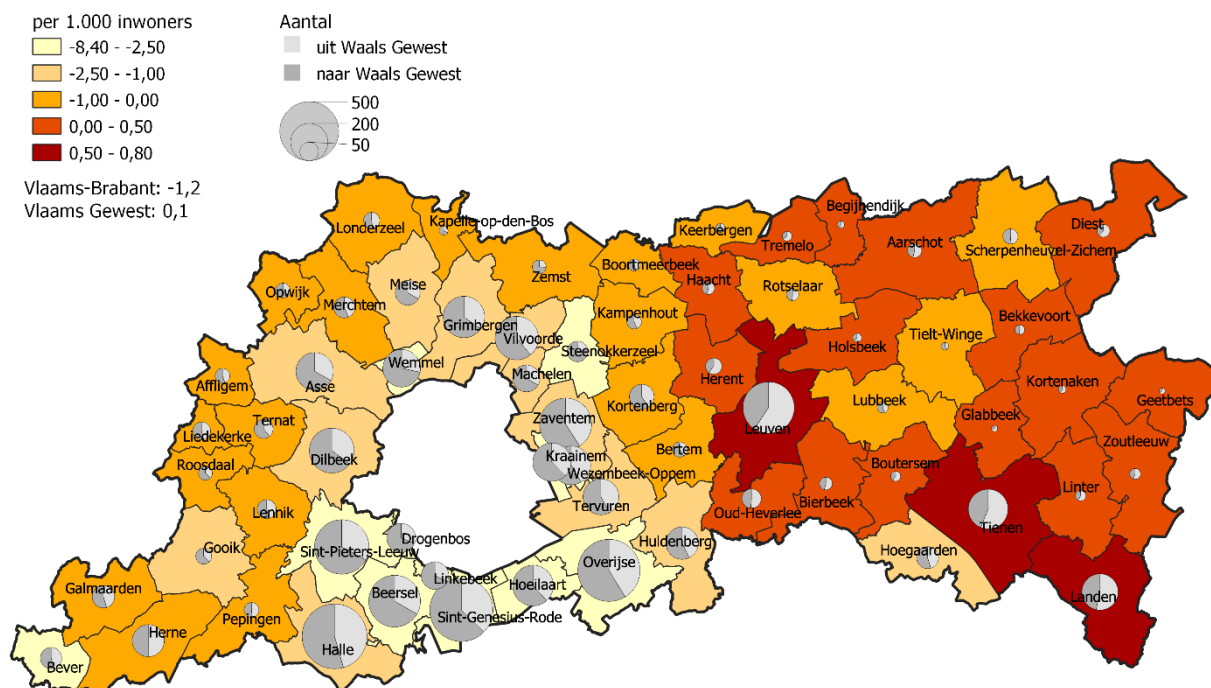 per 1.000 inwoners
-8,40 - -2,50
-2,50 - -1,00
-1,00 - 0,00
0,00 - 0,50
0,50 - 0,80
Vlaams-Brabant: -1,2
Vlaams Gewest: 0,1
Aantal
uit Waals Gewest
naar Waals Gewest
500
200
50
Londerzeel
Kapelle-op-den-Bos
Keerbergen
Tremelo
Begijnendijk
Aarschot
Scherpenheuvel-Zichem
Diest
Opwijk
Merchtem
Meise
Zemst
Boortmeerbeek
Haacht
Rotselaar
Grimbergen
Vilvoorde
Kampenhout
Steenokkerzeel
Holsbeek
Tielt-Winge
Bekkevoort
Affligem
Asse
Wemmel
Machelen
Kortenberg
Herent
Lubbeek
Kortenaken
Geetbets
Glabbeek
Liedekerke
Ternat
Zaventem
Leuven
Zoutleeuw
Roosdaal
Dilbeek
Kraainem
Wezembeek-Oppem
Bertem
Boutersem
Linter
Lennik
Tervuren
Oud-Heverlee
Bierbeek
Tienen
Gooik
Sint-Pieters-Leeuw
Drogenbos
Huldenberg
Hoegaarden
Galmaarden
Linkebeek
Hoeilaart
Overijse
Beersel
Landen
Herne
Pepingen
Sint-Genesius-Rode
Halle
Bever